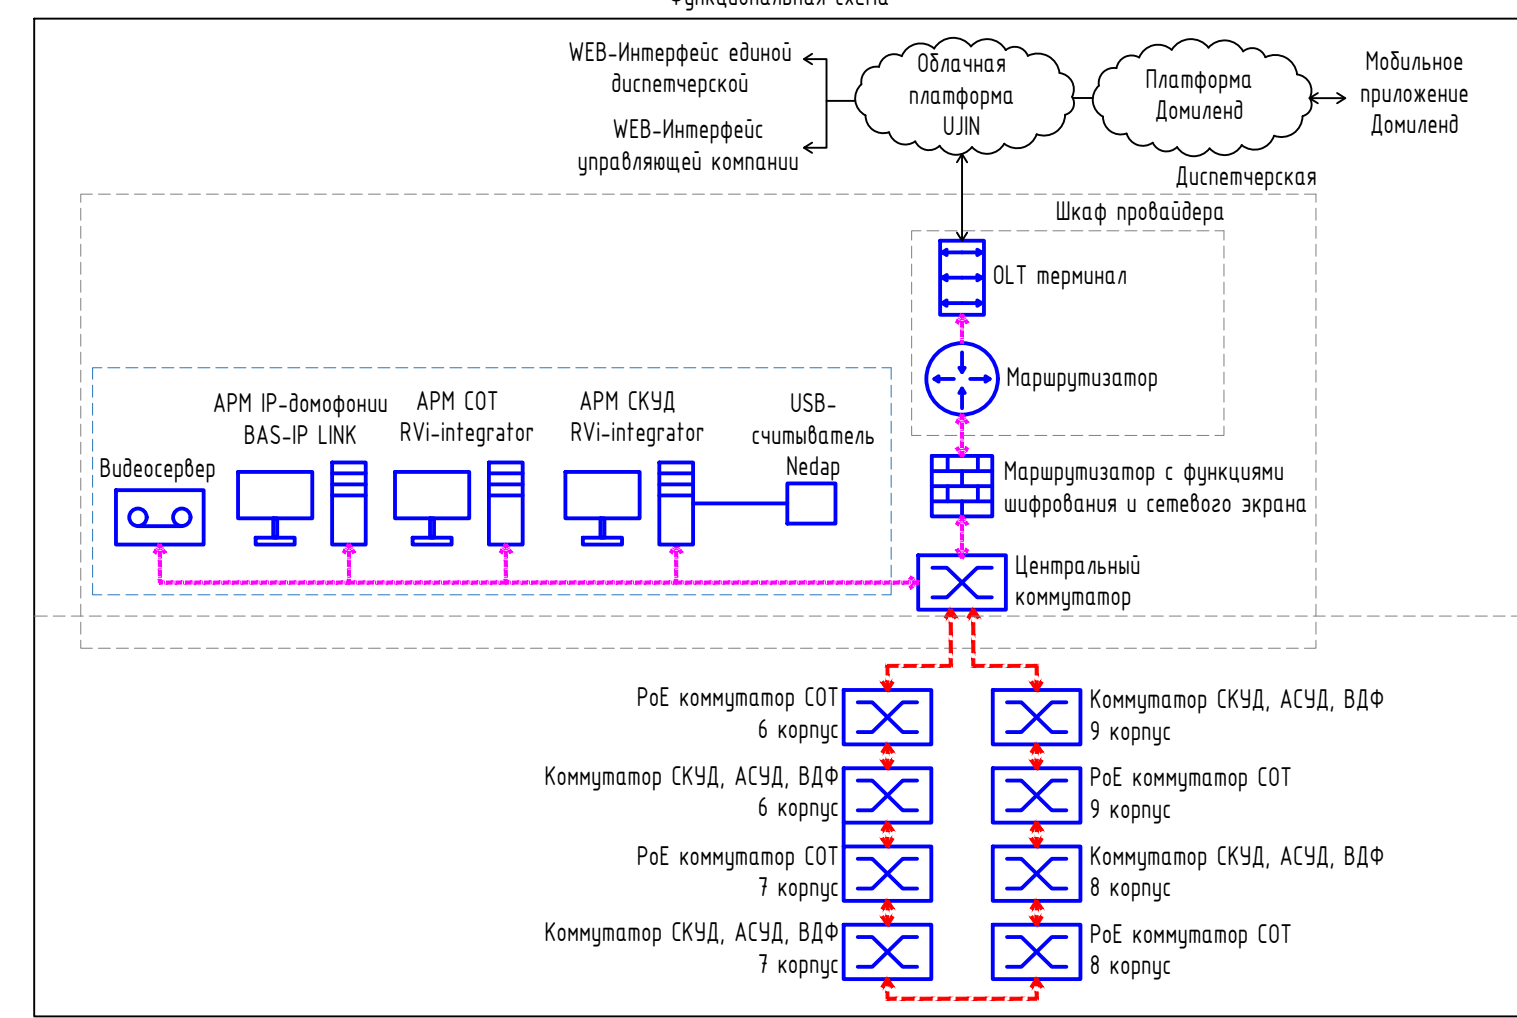 Функциональная схема
WEB-Интерфейс единой
диспетчерской
WEB-Интерфейс
управляющей компании
Облачная
платформа
UJIN
Платформа
Домиленд
Мобильное
приложение
Домиленд
Диспетчерская
Шкаф провайдера
OLT терминал
Маршрутизатор
Маршрутизатор с функциями
шифрования и сетевого экрана
Центральный
коммутатор
Видеосервер
АРМ IP-домофонии
BAS-IP LINK
АРМ СОТ
RVi-integrator
АРМ СКУД
RVi-integrator
USB-
считыватель
Nedap
PoE коммутатор СОТ
6 корпус
Коммутатор СКУД, АСУД, ВДФ
6 корпус
PoE коммутатор СОТ
7 корпус
Коммутатор СКУД, АСУД, ВДФ
7 корпус
Коммутатор СКУД, АСУД, ВДФ
9 корпус
PoE коммутатор СОТ
9 корпус
Коммутатор СКУД, АСУД, ВДФ
8 корпус
PoE коммутатор СОТ
8 корпус